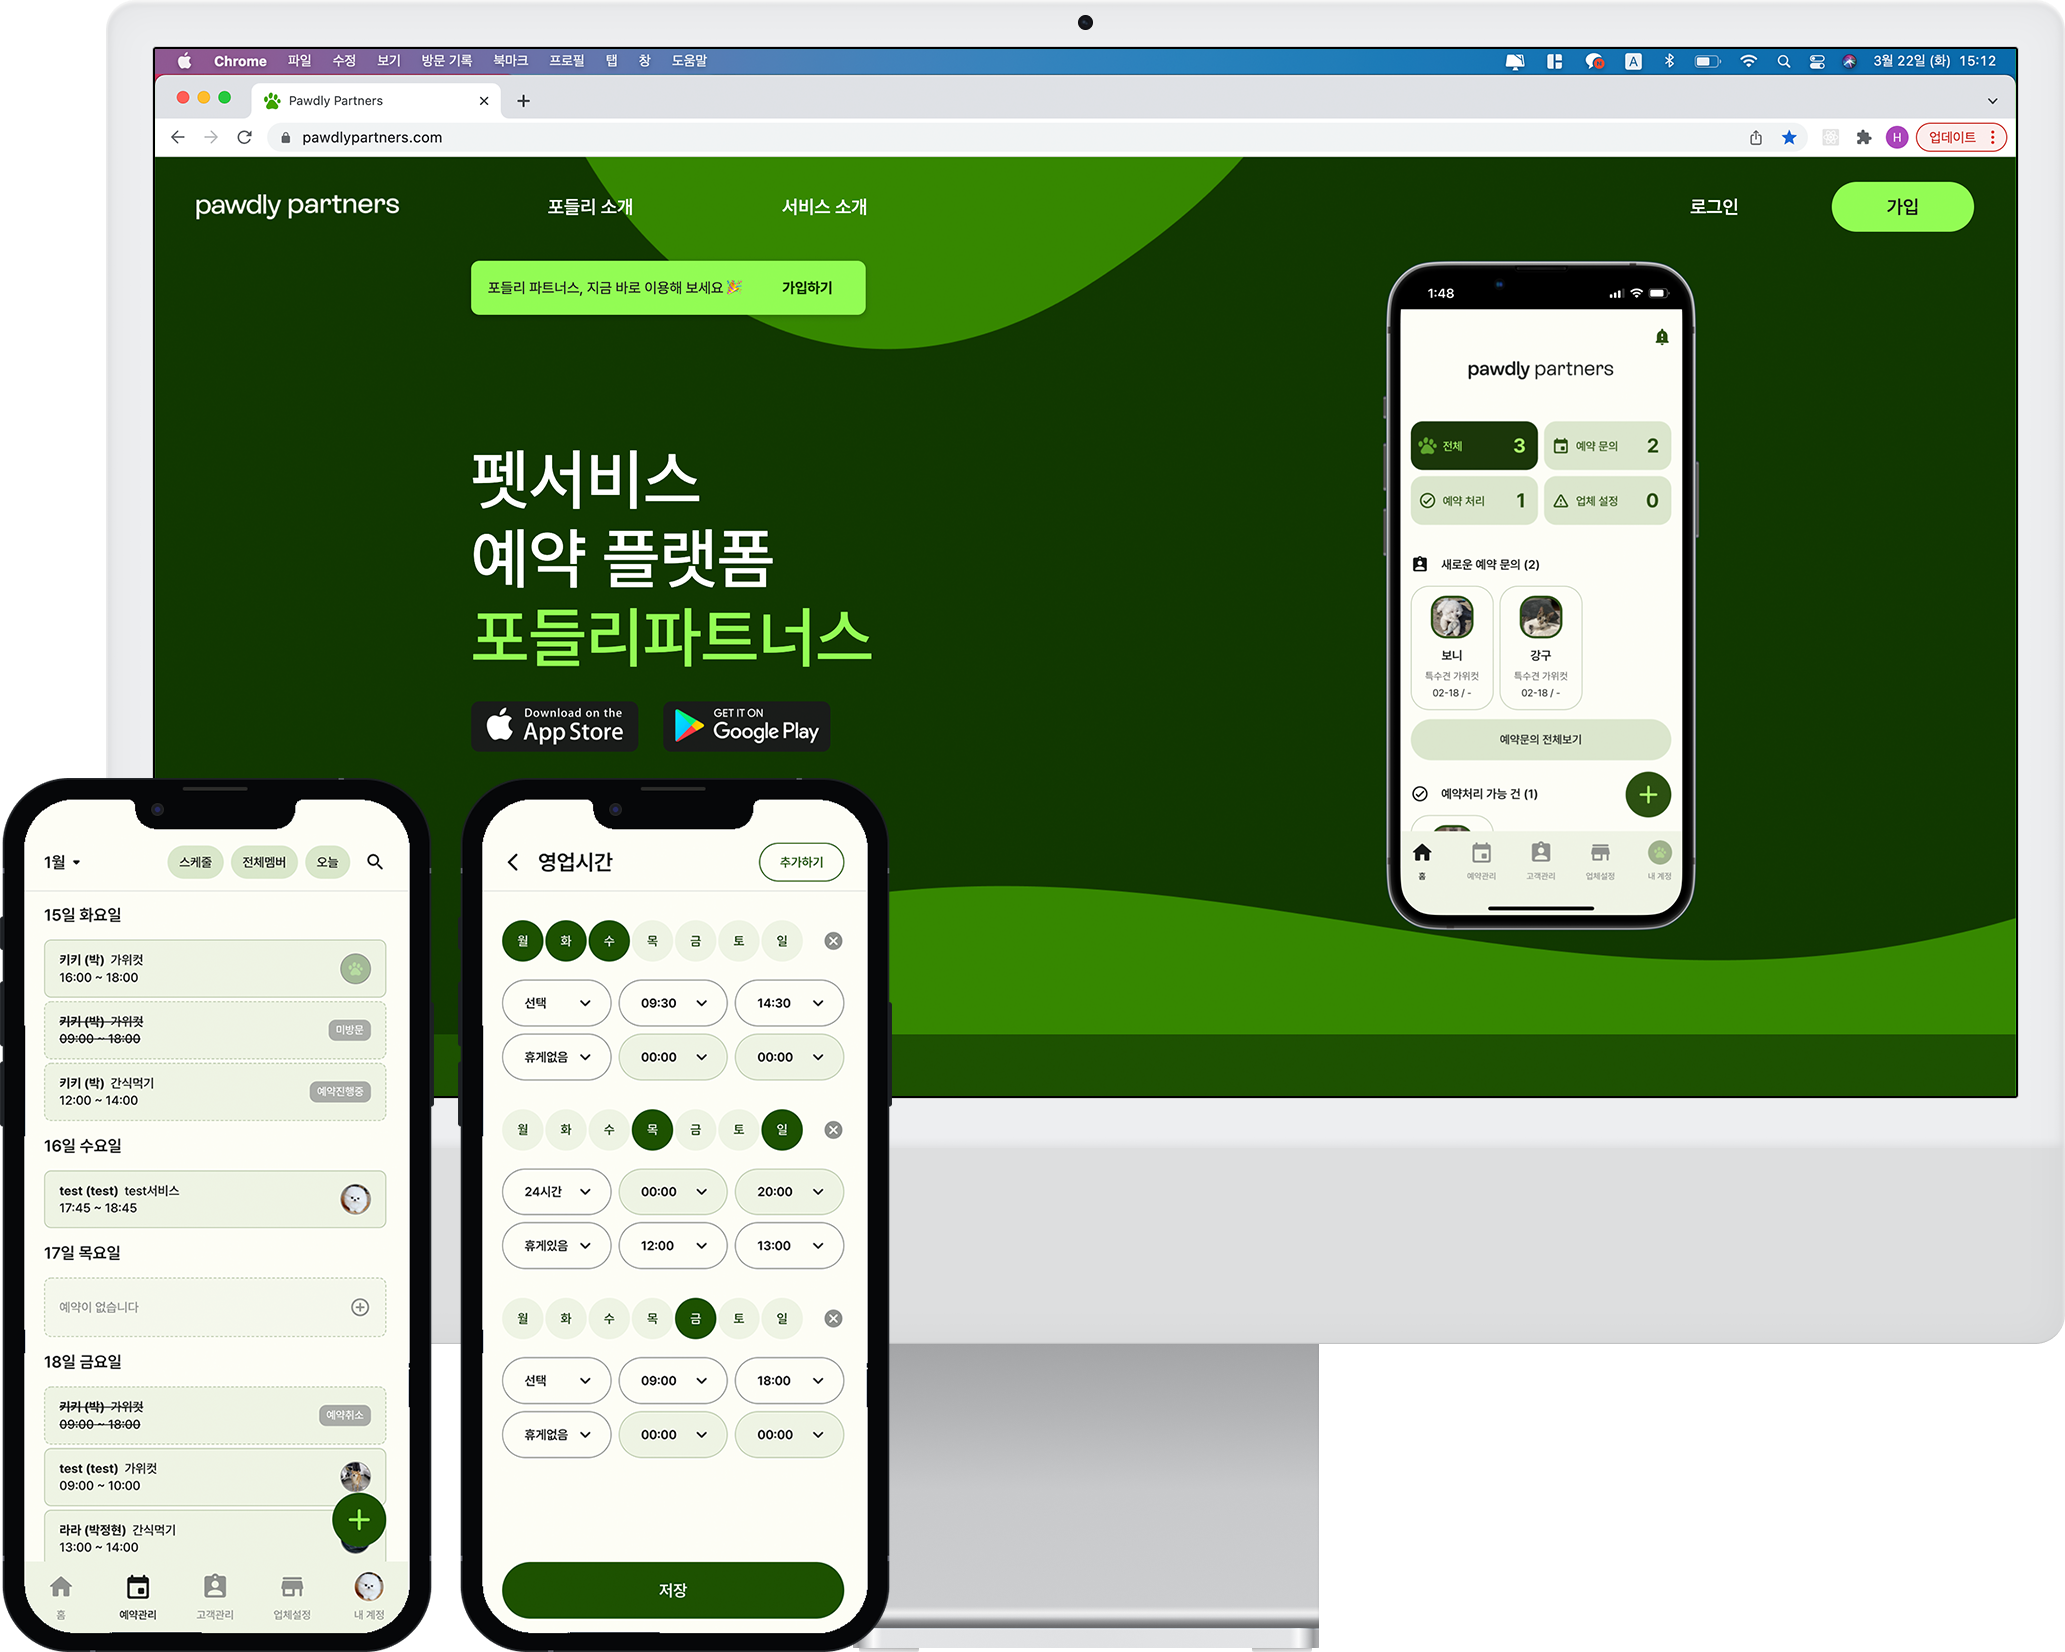 Chrome 파일 수정 보기 방문 기록 북마크 프로필 탭 창 도움말
A
3월 22일 (화) 15:12
Pawdly Partners
pawdlypartners.com
H
업데이트
pawdly partners
포들리 소개
서비스 소개
로그인
가입
포들리 파트너스, 지금 바로 이용해 보세요 🎉 가입하기
펫서비스
예약 플랫폼
포들리파트너스
Download on the
App Store
GET IT ON
Google Play
1:48
pawdly partners
전체 3
예약 문의 2
예약 처리 1
업체 설정 0
새로운 예약 문의 (2)
보니
특수견 가위컷
02-18 / -
강구
특수견 가위컷
02-18 / -
예약문의 전체보기
예약처리 가능 건 (1)
홈 예약관리 고객관리 업체설정 내 계정
1월
스케줄 전체멤버 오늘
15일 화요일
키키 (박) 가위컷
16:00 ~ 18:00
키키 (박) 가위컷
09:00 ~ 18:00
미방문
키키 (박) 간식먹기
12:00 ~ 14:00
예약진행중
16일 수요일
test (test) test서비스
17:45 ~ 18:45
17일 목요일
예약이 없습니다
18일 금요일
키키 (박) 가위컷
09:00 ~ 18:00
예약취소
test (test) 가위컷
09:00 ~ 10:00
라라 (박정현) 간식먹기
13:00 ~ 14:00
홈 예약관리 고객관리 업체설정 내 계정
영업시간
추가하기
월 화 수 목 금 토 일
선택 09:30 14:30
휴게없음 00:00 00:00
월 화 수 목 금 토 일
24시간 00:00 20:00
휴게있음 12:00 13:00
월 화 수 목 금 토 일
선택 09:00 18:00
휴게없음 00:00 00:00
저장